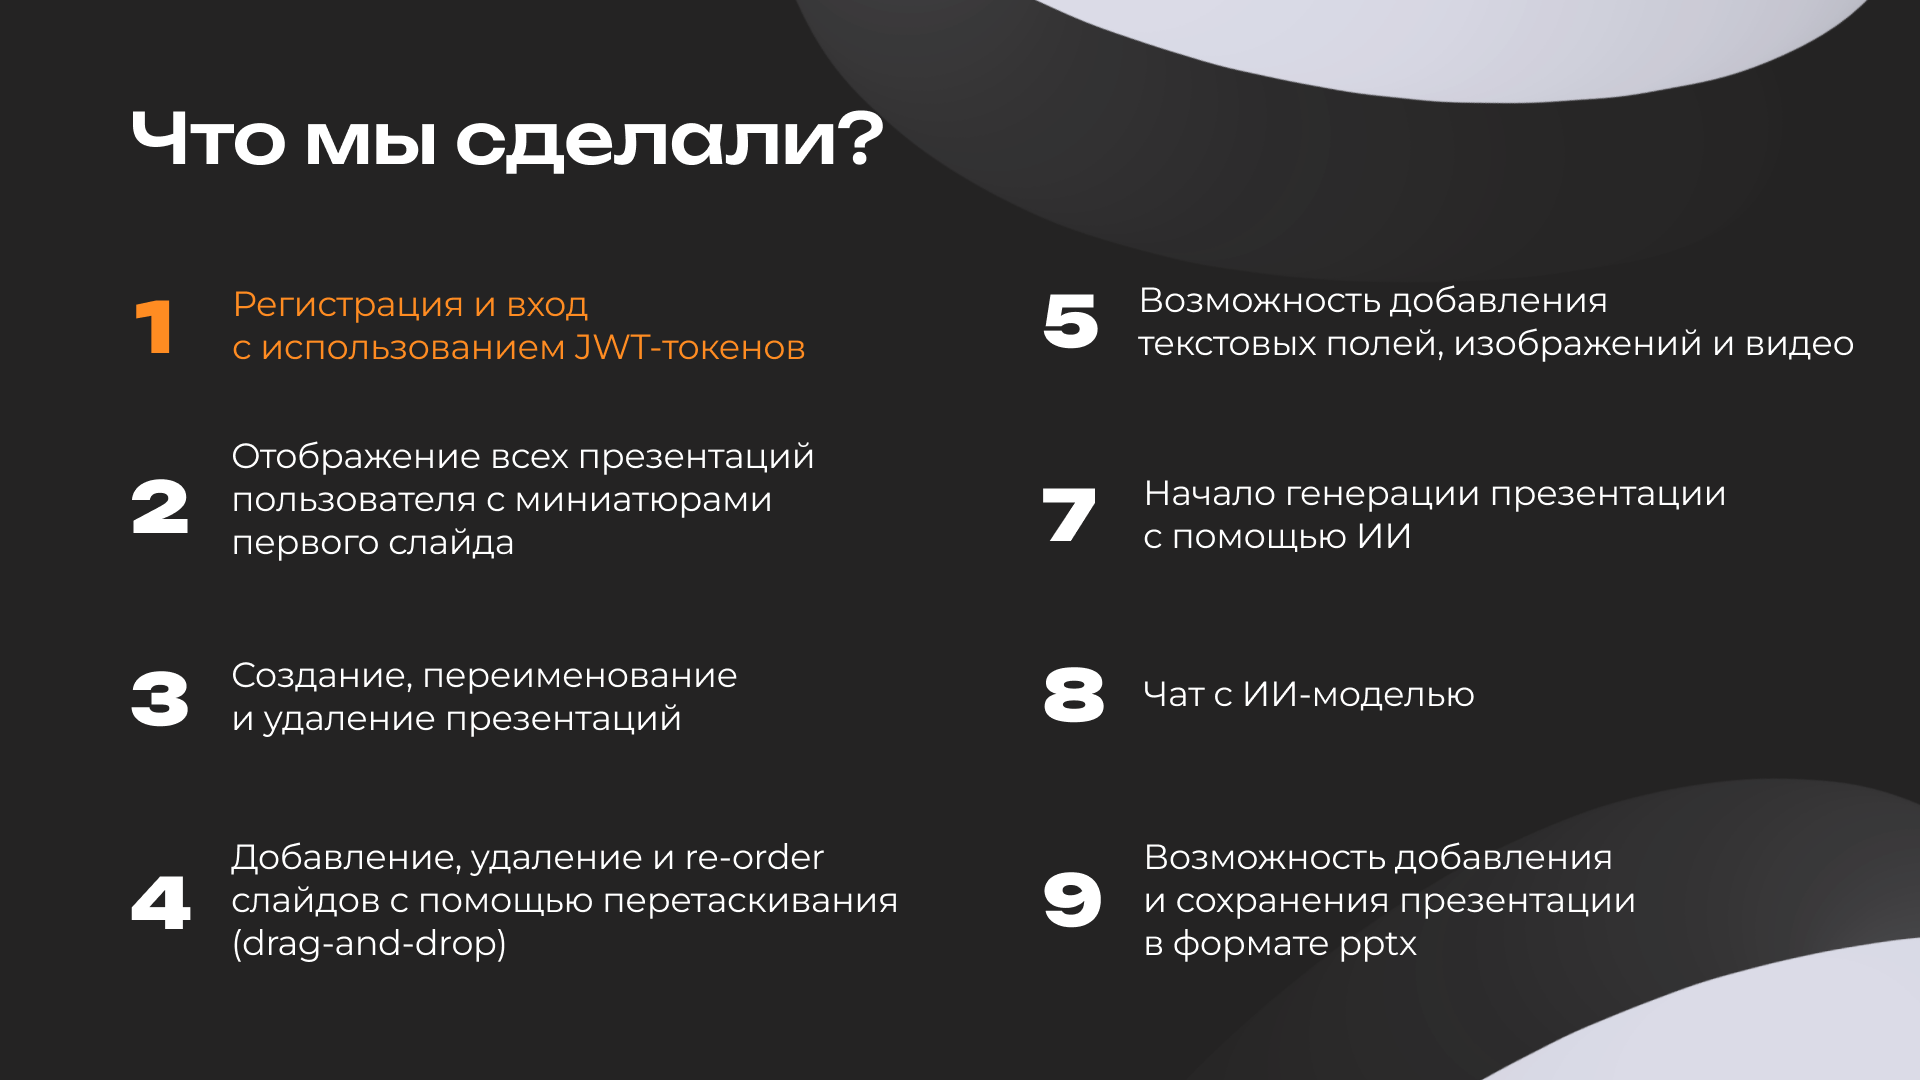 Что мы сделали?
1
Регистрация и вход
с использованием JWT-токенов
2
Отображение всех презентаций
пользователя с миниатюрами
первого слайда
3
Создание, переименование
и удаление презентаций
4
Добавление, удаление и re-order
слайдов с помощью перетаскивания
(drag-and-drop)
5
Возможность добавления
текстовых полей, изображений и видео
7
Начало генерации презентации
с помощью ИИ
8
Чат с ИИ-моделью
9
Возможность добавления
и сохранения презентации
в формате pptx